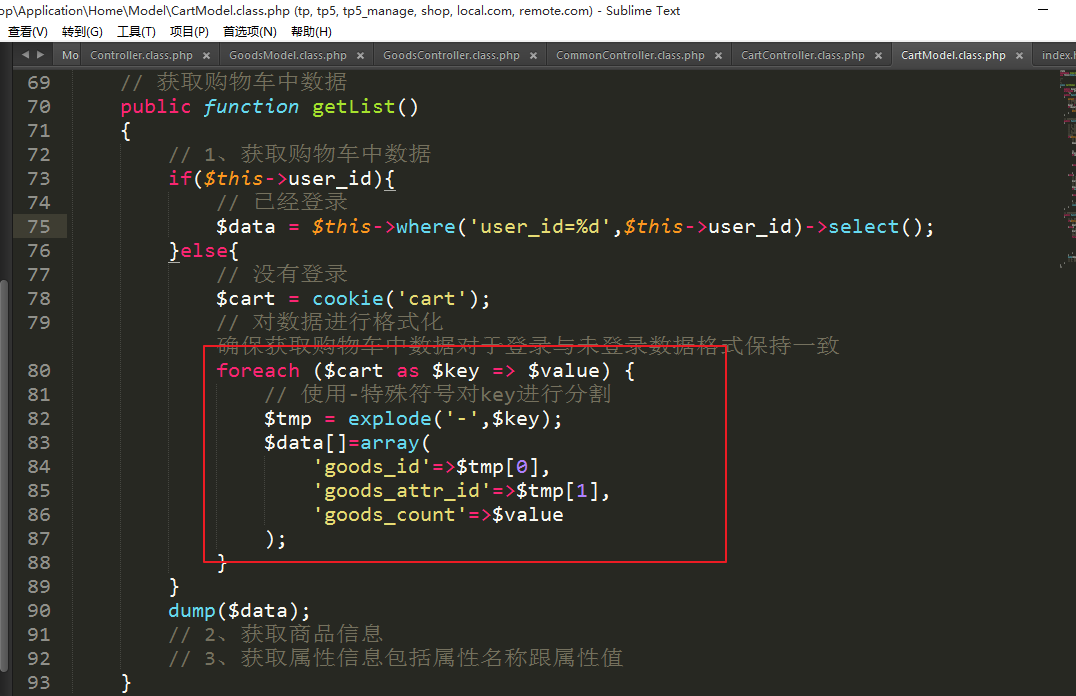 op\Application\Home\Model\CartModel.class.php (tp, tp5, tp5_manage, shop, local.com, remote.com) - Sublime Text
查看(V) 转到(G) 工具(T) 项目(P) 首选项(N) 帮助(H)
Mo Controller.class.php × GoodsModel.class.php × GoodsController.class.php × CommonController.class.php × CartController.class.php × CartModel.class.php × index.h
69 // 获取购物车中数据
70 public function getList()
71 {
72 // 1、获取购物车中数据
73 if($this->user_id){
74 // 已经登录
75 $data = $this->where('user_id=%d',$this->user_id)->select();
76 }else{
77 // 没有登录
78 $cart = cookie('cart');
79 // 对数据进行格式化
确保获取购物车中数据对于登录与未登录数据格式保持一致
80 foreach ($cart as $key => $value) {
81 // 使用-特殊符号对key进行分割
82 $tmp = explode('-',$key);
83 $data[]=array(
84 'goods_id'=>$tmp[0],
85 'goods_attr_id'=>$tmp[1],
86 'goods_count'=>$value
87 );
88 }
89 }
90 dump($data);
91 // 2、获取商品信息
92 // 3、获取属性信息包括属性名称跟属性值
93 }